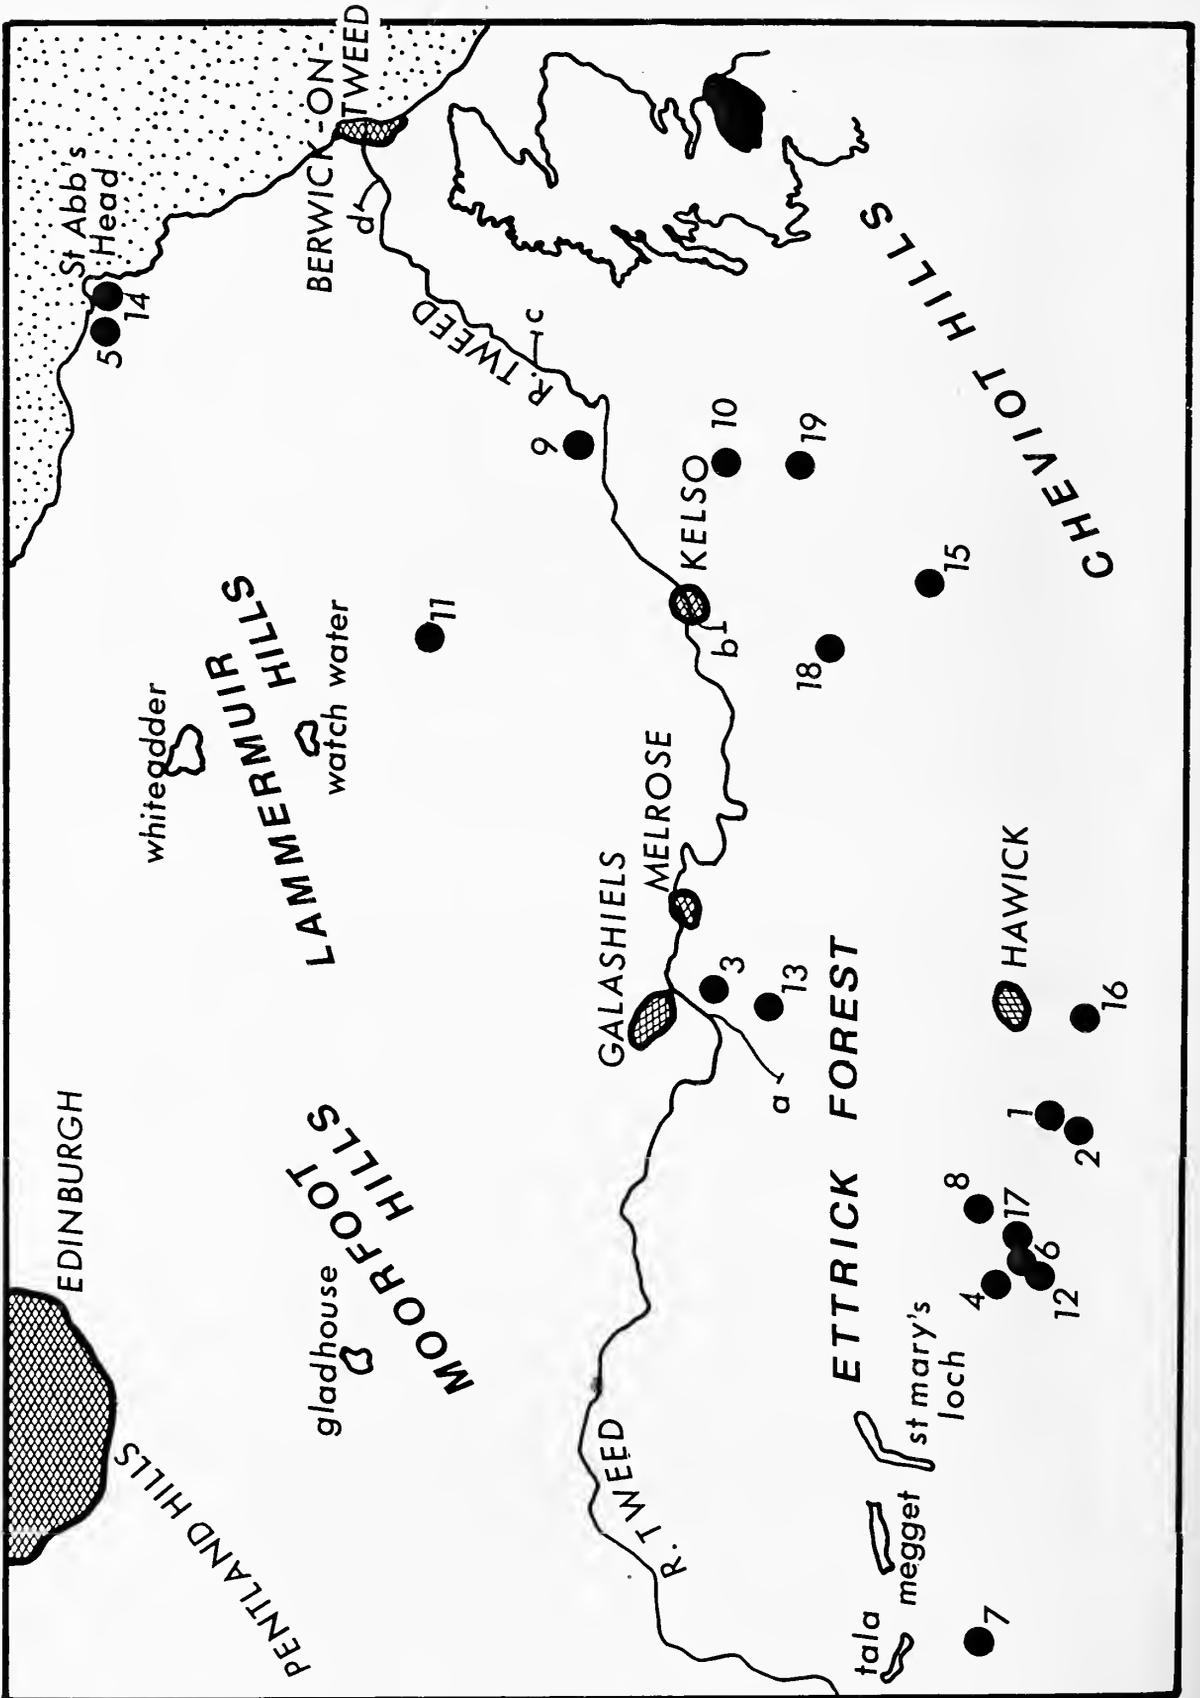 EDINBURGH
PENTLAND HILLS
gladhouse
MOORFOOT
HILLS
whiteadder
LAMMERMUIR
HILLS
watch water
St Abb's
Head
5
14
BERWICK-ON-
TWEED
d
R. TWEED
c
9
11
KELSO
b
10
19
18
15
CHEVIOT HILLS
GALASHIELS
MELROSE
3
13
a
R. TWEED
ETTRICK FOREST
HAWICK
16
1
2
8
17
6
4
12
st mary's
loch
megget
tala
7